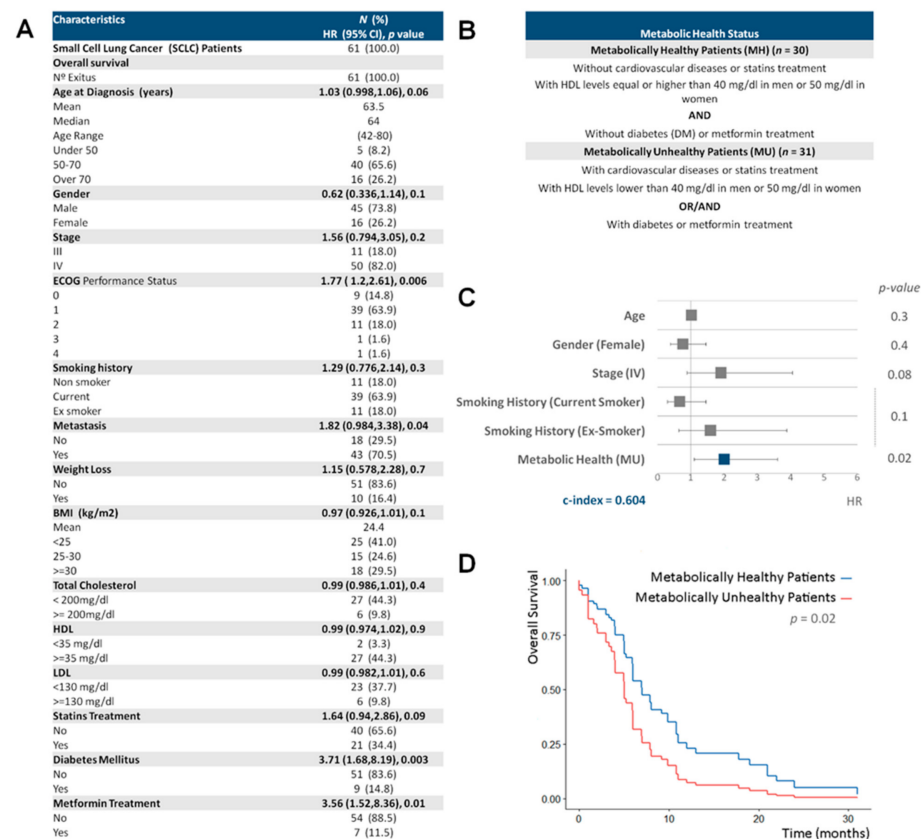 A
Characteristics N (%)
HR (95% CI), p value
Small Cell Lung Cancer (SCLC) Patients 61 (100.0)
Overall survival
Nº Exitus 61 (100.0)
Age at Diagnosis (years) 1.03 (0.998,1.06), 0.06
Mean 63.5
Median 64
Age Range (42-80)
Under 50 5 (8.2)
50-70 40 (65.6)
Over 70 16 (26.2)
Gender 0.62 (0.336,1.14), 0.1
Male 45 (73.8)
Female 16 (26.2)
Stage 1.56 (0.794,3.05), 0.2
III 11 (18.0)
IV 50 (82.0)
ECOG Performance Status 1.77 ( 1.2,2.61), 0.006
0 9 (14.8)
1 39 (63.9)
2 11 (18.0)
3 1 (1.6)
4 1 (1.6)
Smoking history 1.29 (0.776,2.14), 0.3
Non smoker 11 (18.0)
Current 39 (63.9)
Ex smoker 11 (18.0)
Metastasis 1.82 (0.984,3.38), 0.04
No 18 (29.5)
Yes 43 (70.5)
Weight Loss 1.15 (0.578,2.28), 0.7
No 51 (83.6)
Yes 10 (16.4)
BMI (kg/m2) 0.97 (0.926,1.01), 0.1
Mean 24.4
<25 25 (41.0)
25-30 15 (24.6)
>=30 18 (29.5)
Total Cholesterol 0.99 (0.986,1.01), 0.4
< 200mg/dl 27 (44.3)
>= 200mg/dl 6 (9.8)
HDL 0.99 (0.974,1.02), 0.9
<35 mg/dl 2 (3.3)
>=35 mg/dl 27 (44.3)
LDL 0.99 (0.982,1.01), 0.6
<130 mg/dl 23 (37.7)
>=130 mg/dl 6 (9.8)
Statins Treatment 1.64 (0.94,2.86), 0.09
No 40 (65.6)
Yes 21 (34.4)
Diabetes Mellitus 3.71 (1.68,8.19), 0.003
No 51 (83.6)
Yes 9 (14.8)
Metformin Treatment 3.56 (1.52,8.36), 0.01
No 54 (88.5)
Yes 7 (11.5)
B
Metabolic Health Status
Metabolically Healthy Patients (MH) (n = 30)
Without cardiovascular diseases or statins treatment
With HDL levels equal or higher than 40 mg/dl in men or 50 mg/dl in
women
AND
Without diabetes (DM) or metformin treatment
Metabolically Unhealthy Patients (MU) (n = 31)
With cardiovascular diseases or statins treatment
With HDL levels lower than 40 mg/dl in men or 50 mg/dl in women
OR/AND
With diabetes or metformin treatment
C
p-value
Age 0.3
Gender (Female) 0.4
Stage (IV) 0.08
Smoking History (Current Smoker)
0.1
Smoking History (Ex-Smoker)
Metabolic Health (MU) 0.02
0 1 2 3 4 5 6
c-index = 0.604 HR
D
Metabolically Healthy Patients
Metabolically Unhealthy Patients
p = 0.02
Overall Survival
1.00
0.75
0.50
0.25
0.00
0 10 20 30
Time (months)